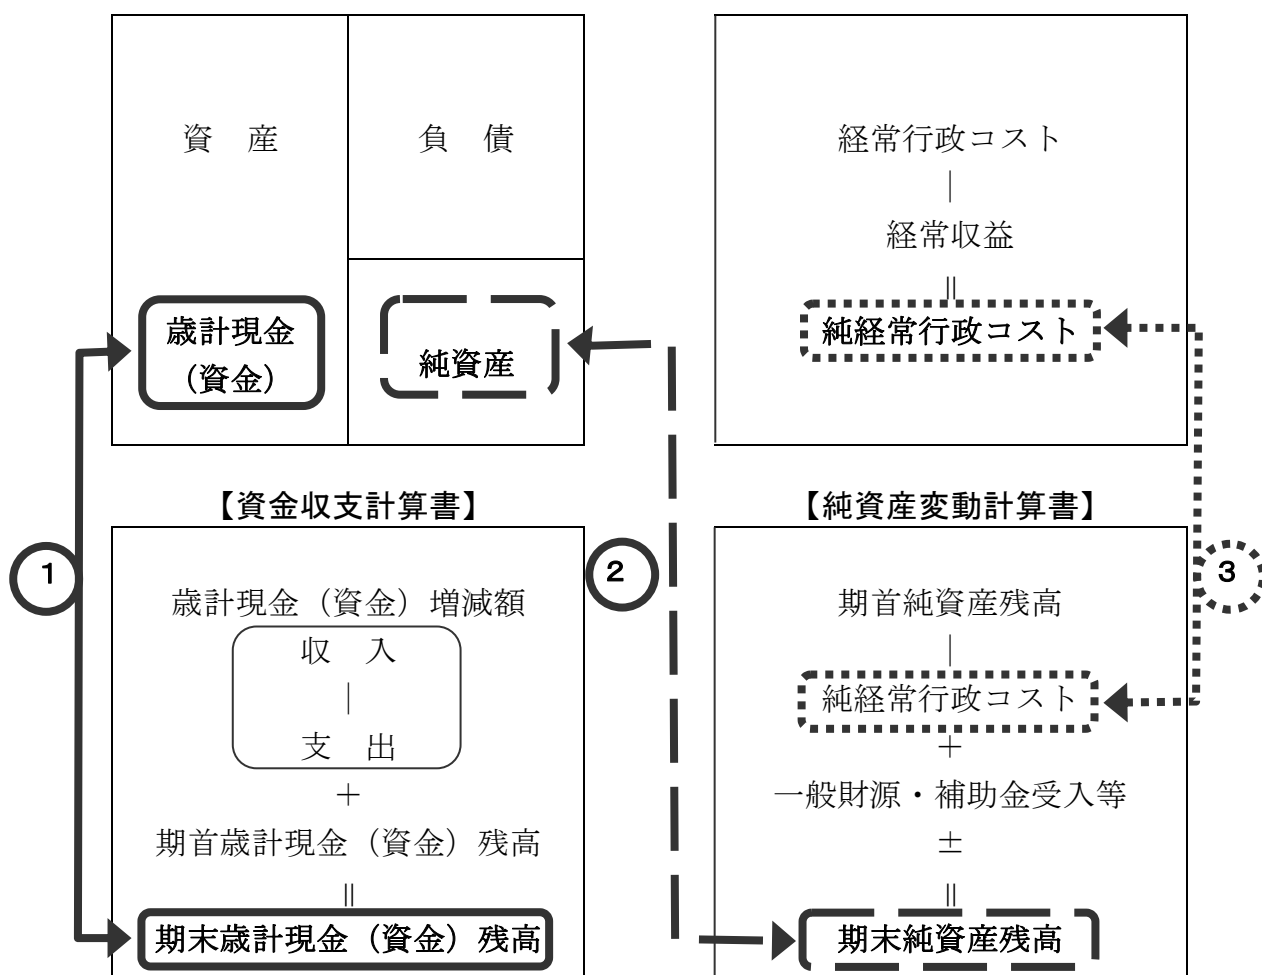 資　産
負　債
歳計現金
（資金）
純資産
経常行政コスト
｜
経常収益
||
純経常行政コスト
【資金収支計算書】
【純資産変動計算書】
1
2
3
歳計現金（資金）増減額
収　入
｜
支　出
＋
期首歳計現金（資金）残高
||
期末歳計現金（資金）残高
期首純資産残高
｜
純経常行政コスト
＋
一般財源・補助金受入等
±
||
期末純資産残高